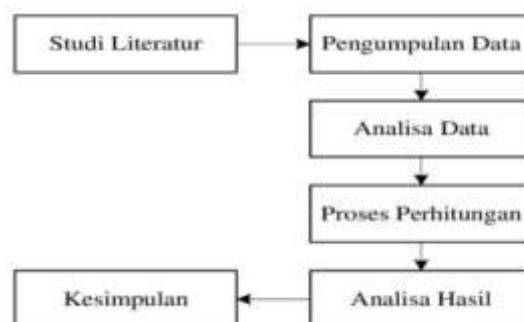 Studi Literatur
Pengumpulan Data
Analisa Data
Proses Perhitungan
Analisa Hasil
Kesimpulan